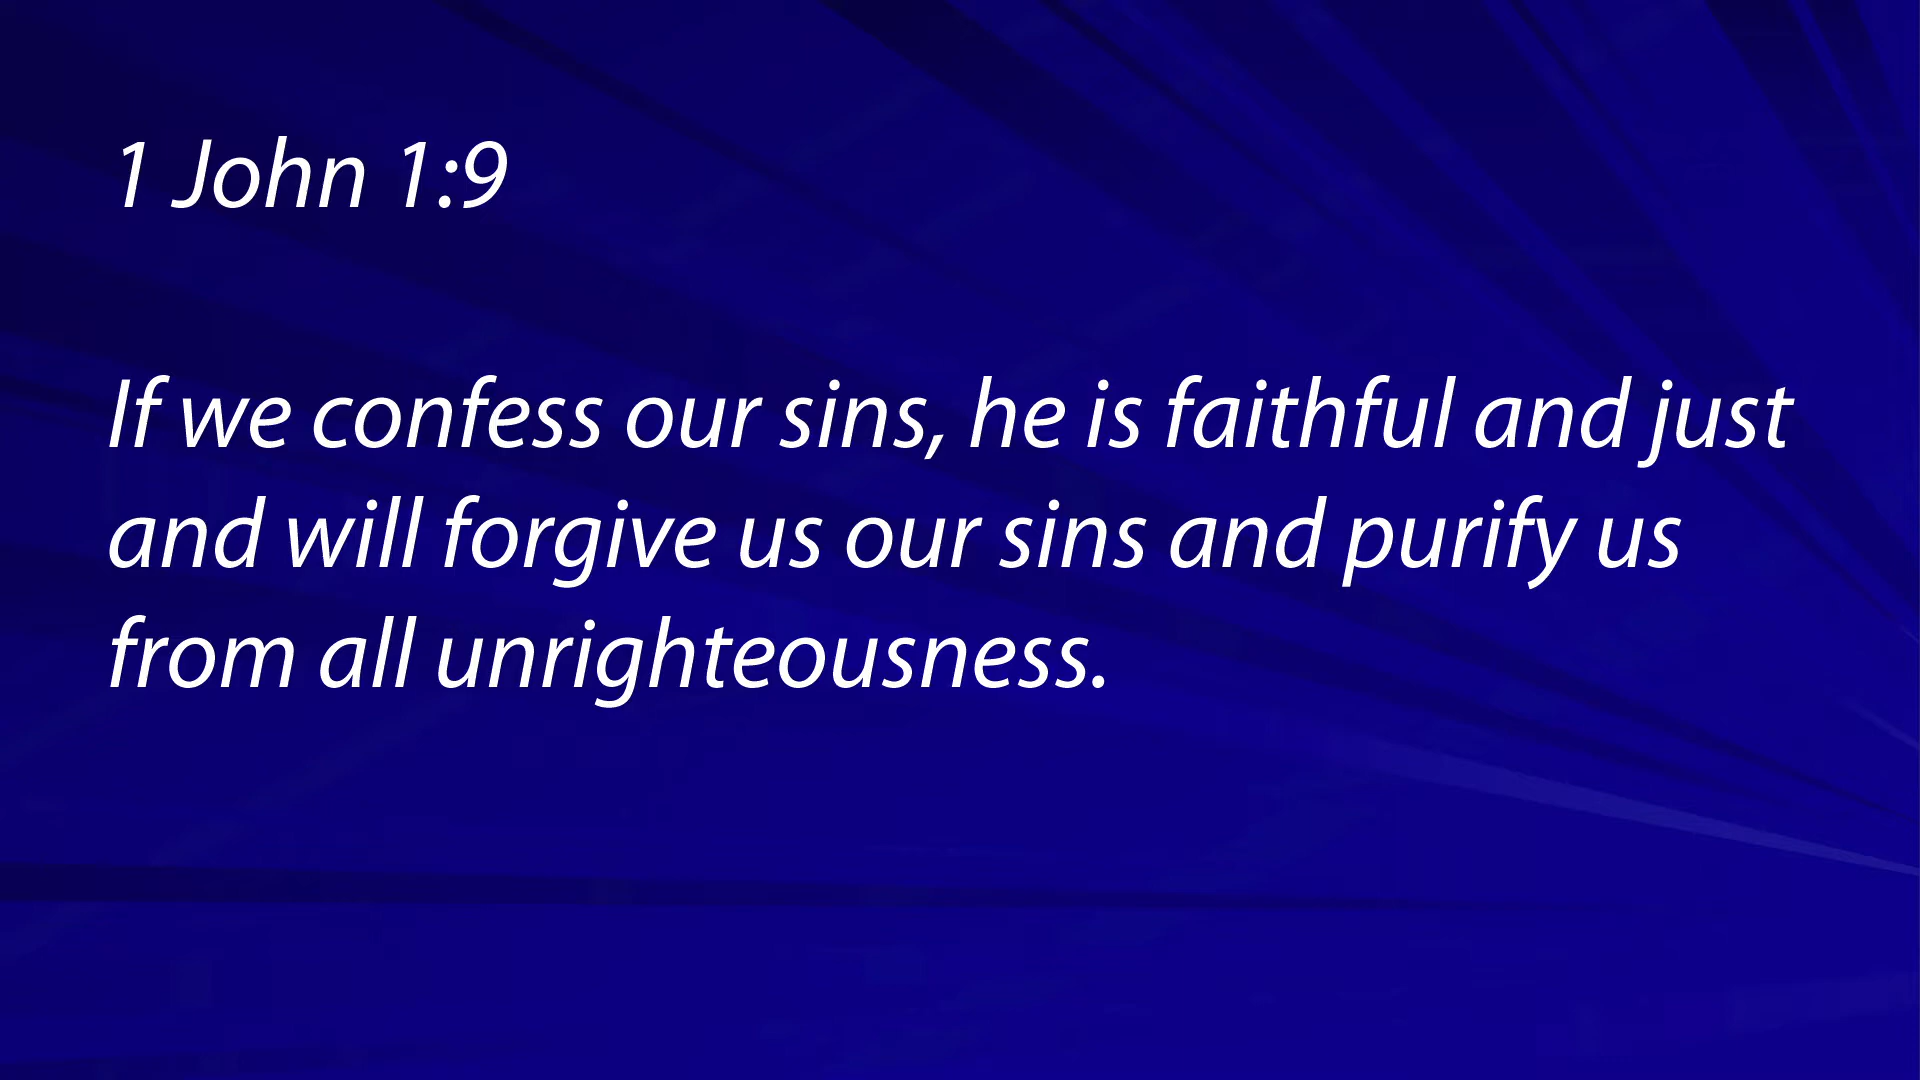 1 John 1:9
If we confess our sins, he is faithful and just
and will forgive us our sins and purify us
from all unrighteousness.